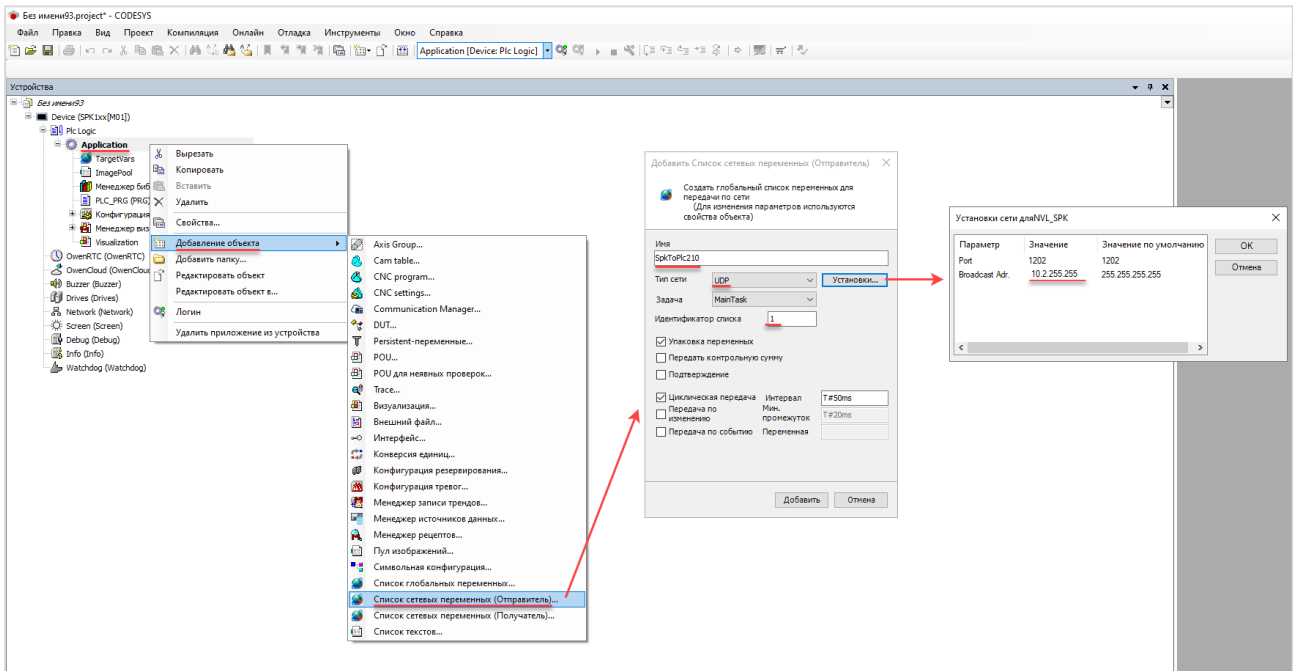 Без имени93.project* - CODESYS
Файл Правка Вид Проект Компиляция Онлайн Отладка Инструменты Окно Справка
Application [Device: Plc Logic]
Устройства
Без имени93
Device (SPK1xx[M01])
Plc Logic
Application
TargetVars
ImagePool
Менеджер биб
PLC_PRG (PRG)
Конфигурация
Менеджер виз
Visualization
OwenRTC (OwenRTC)
OwenCloud (OwenClou
Buzzer (Buzzer)
Drives (Drives)
Network (Network)
Screen (Screen)
Debug (Debug)
Info (Info)
Watchdog (Watchdog)
Вырезать
Копировать
Вставить
Удалить
Свойства...
Добавление объекта
Добавить папку...
Редактировать объект
Редактировать объект в...
Логин
Удалить приложение из устройства
Axis Group...
Cam table...
CNC program...
CNC settings...
Communication Manager...
DUT...
Persistent-переменные...
POU...
POU для неявных проверок...
Trace...
Визуализация...
Внешний файл...
Интерфейс...
Конверсия единиц...
Конфигурация резервирования...
Конфигурация тревог...
Менеджер записи трендов...
Менеджер источников данных...
Менеджер рецептов...
Пул изображений...
Символьная конфигурация...
Список глобальных переменных...
Список сетевых переменных (Отправитель)...
Список сетевых переменных (Получатель)...
Список текстов...
Добавить Список сетевых переменных (Отправитель)
Создать глобальный список переменных для
передачи по сети
(Для изменения параметров используются
свойства объекта)
Имя
SpkToPlc210
Тип сети UDP Установки...
Задача MainTask
Идентификатор списка 1
Упаковка переменных
Передать контрольную сумму
Подтверждение
Циклическая передача Интервал T#50ms
Передача по изменению Мин. промежуток T#20ms
Передача по событию Переменная
Добавить Отмена
Установки сети дляNVL_SPK
Параметр Значение Значение по умолчанию
Port 1202 1202
Broadcast Adr. 10.2.255.255 255.255.255.255
OK
Отмена